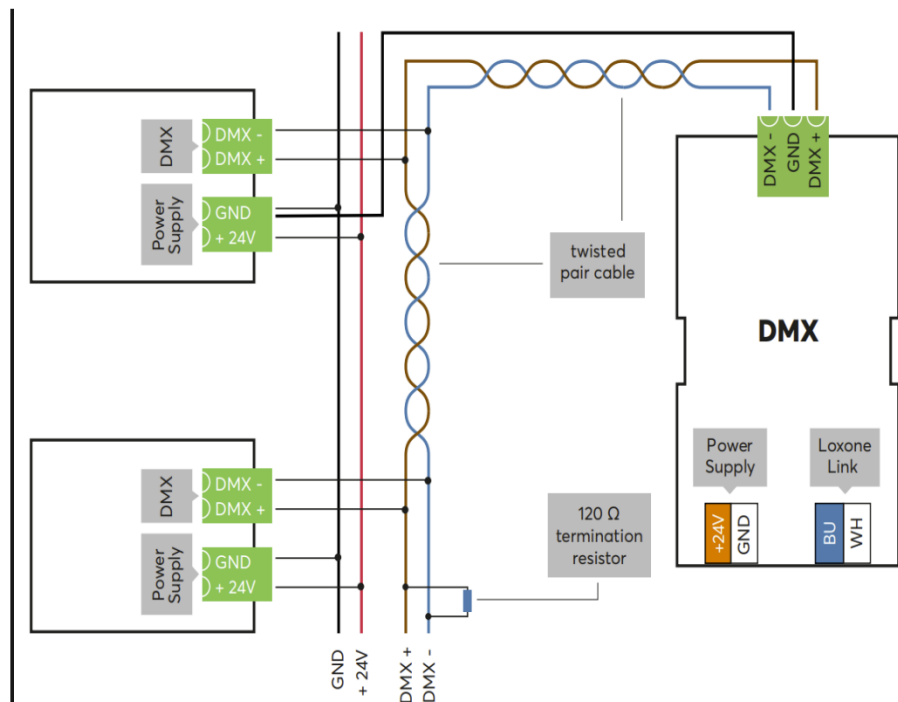 DMX
DMX -
DMX +
Power
Supply
GND
+ 24V
DMX -
GND
DMX +
twisted
pair cable
DMX
Power
Supply
Loxone
Link
+24V
GND
BU
WH
DMX
DMX -
DMX +
Power
Supply
GND
+ 24V
120 Ω
termination
resistor
GND
+ 24V
DMX +
DMX -